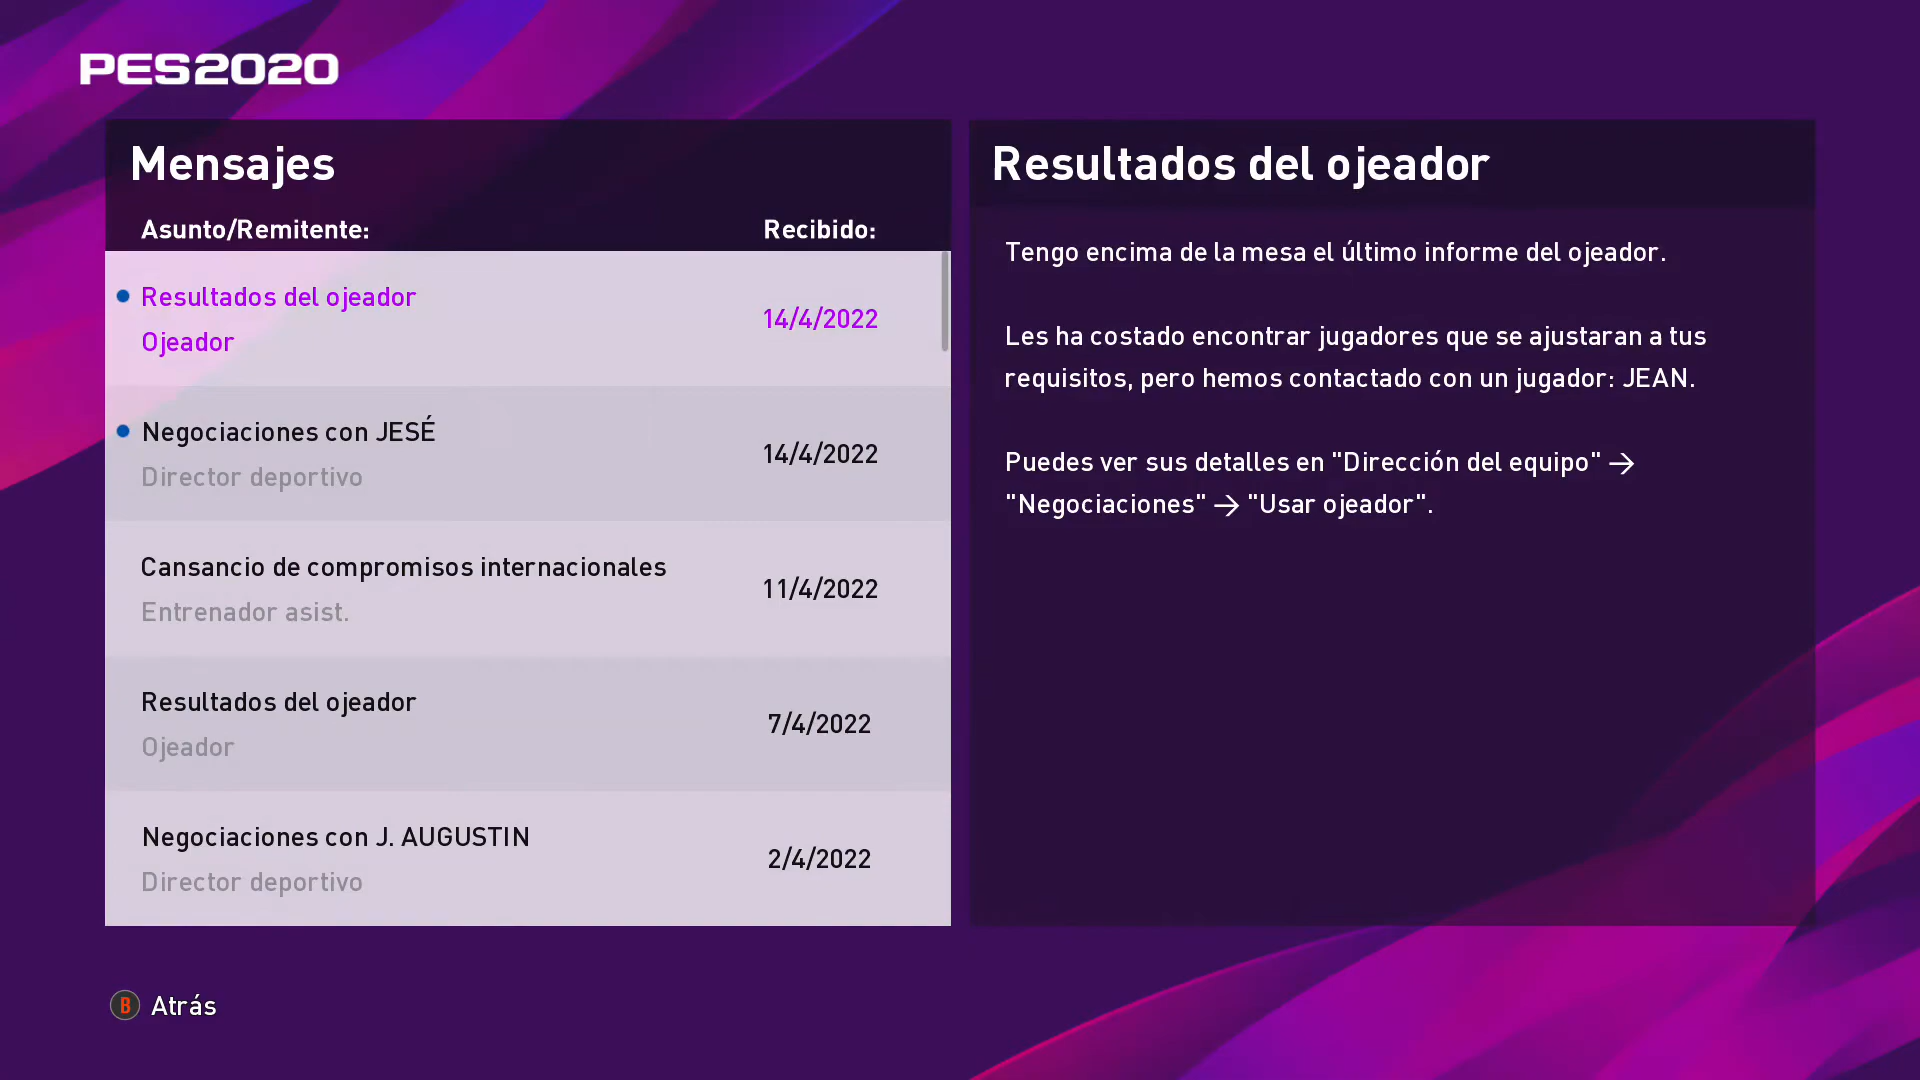 PES2020
Mensajes
Asunto/Remitente: Recibido:
Resultados del ojeador
Ojeador
14/4/2022
Negociaciones con JESÉ
Director deportivo
14/4/2022
Cansancio de compromisos internacionales
Entrenador asist.
11/4/2022
Resultados del ojeador
Ojeador
7/4/2022
Negociaciones con J. AUGUSTIN
Director deportivo
2/4/2022
Resultados del ojeador
Tengo encima de la mesa el último informe del ojeador.
Les ha costado encontrar jugadores que se ajustaran a tus
requisitos, pero hemos contactado con un jugador: JEAN.
Puedes ver sus detalles en "Dirección del equipo" →
"Negociaciones" → "Usar ojeador".
B Atrás